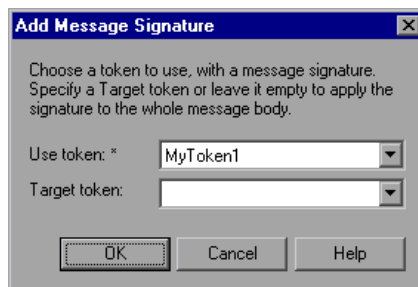 Add Message Signature
Choose a token to use, with a message signature.
Specify a Target token or leave it empty to apply the
signature to the whole message body.
Use token: * MyToken1
Target token:
OK Cancel Help